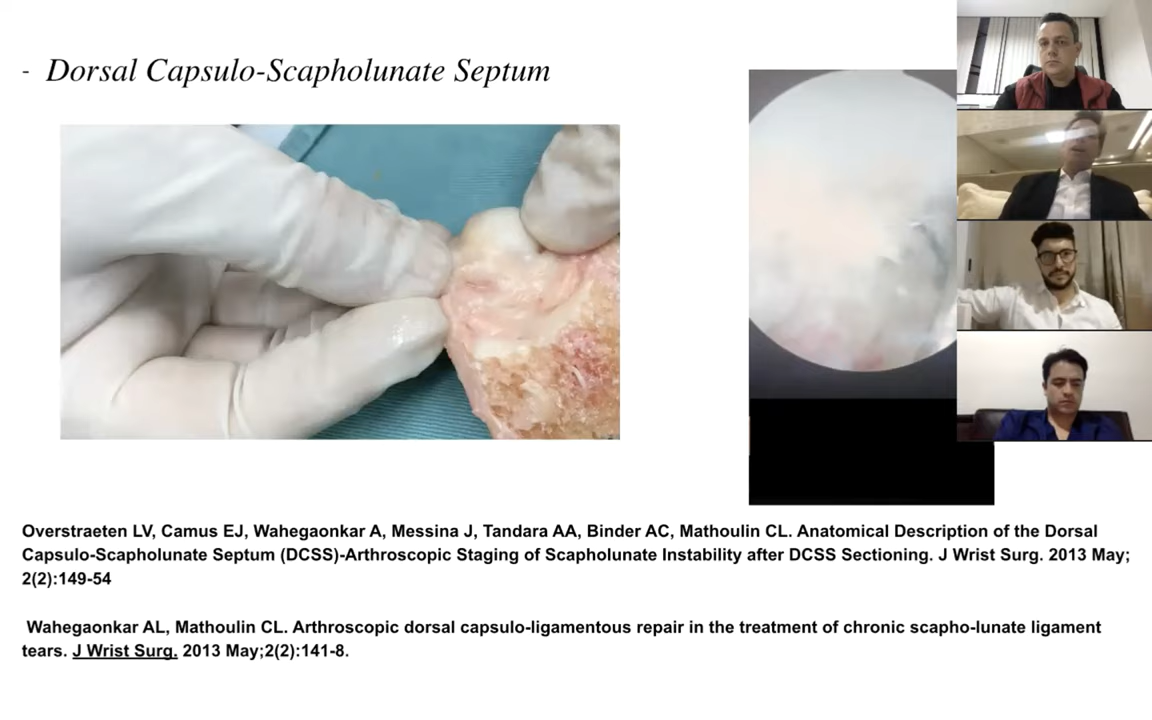 - Dorsal Capsulo-Scapholunate Septum
Overstraeten LV, Camus EJ, Wahegaonkar A, Messina J, Tandara AA, Binder AC, Mathoulin CL. Anatomical Description of the Dorsal
Capsulo-Scapholunate Septum (DCSS)-Arthroscopic Staging of Scapholunate Instability after DCSS Sectioning. J Wrist Surg. 2013 May;
2(2):149-54
Wahegaonkar AL, Mathoulin CL. Arthroscopic dorsal capsulo-ligamentous repair in the treatment of chronic scapho-lunate ligament
tears. J Wrist Surg. 2013 May;2(2):141-8.